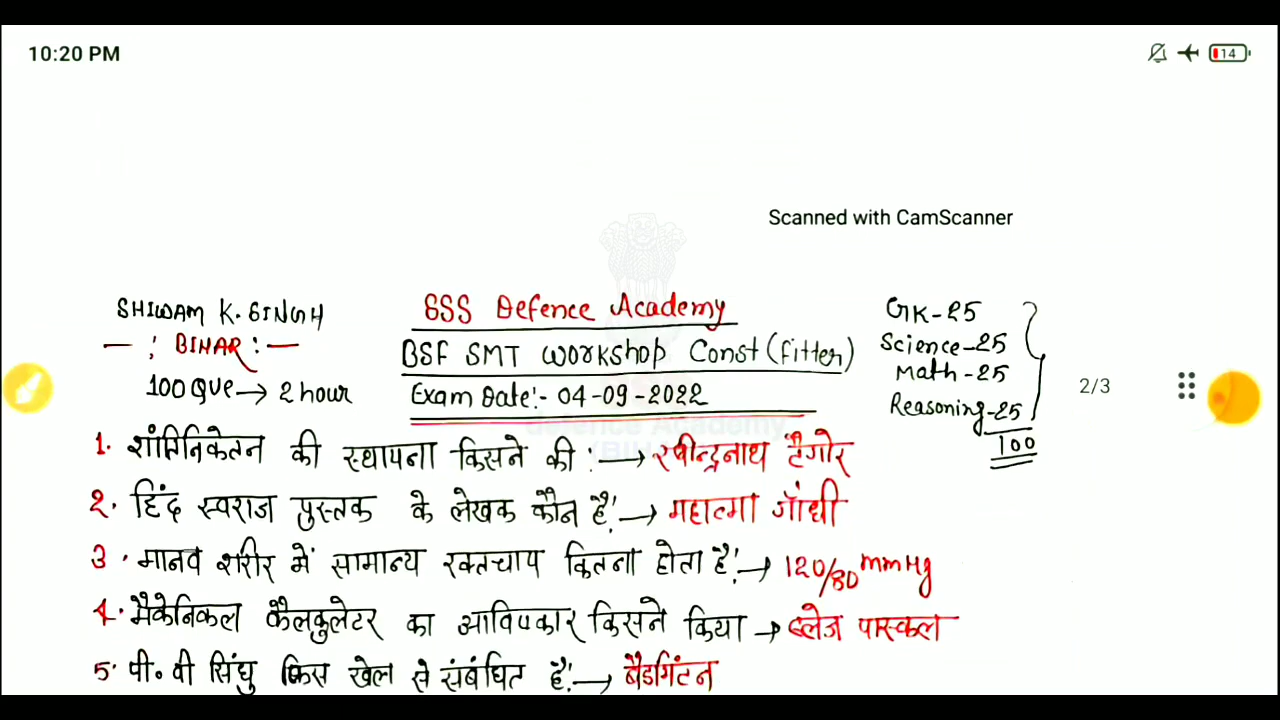 10:20 PM
14
Scanned with CamScanner
SHIWAM K. SINGH
— : BIHAR : —
100 QUE → 2 hour
SSS Defence Academy
BSF SMT Workshop Const (fitter)
Exam Date:- 04-09-2022
GK-25
Science-25
Math-25
Reasoning-25
100
2/3
1. शांतिनिकेतन की स्थापना किसने की :→ रवीन्द्रनाथ टैगोर
2. हिंद स्वराज पुस्तक के लेखक कौन हैं:→ महात्मा गाँधी
3. मानव शरीर में सामान्य रक्तचाप कितना होता है:→ 120/80 mmHg
4. मैकेनिकल कैलकुलेटर का आविष्कार किसने किया → ब्लेज पास्कल
5. पी. वी सिंधु किस खेल से संबंधित हैं:→ बैडमिंटन